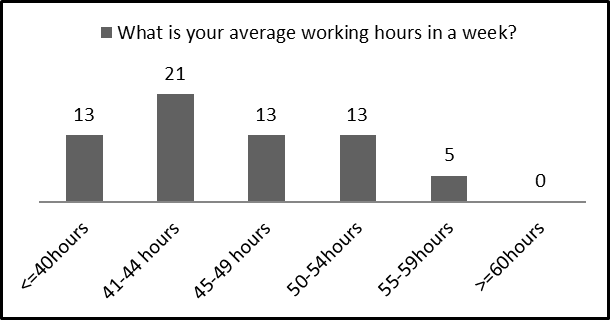 What is your average working hours in a week?
13
21
13
13
5
0
<=40hours
41-44 hours
45-49 hours
50-54hours
55-59hours
>=60hours